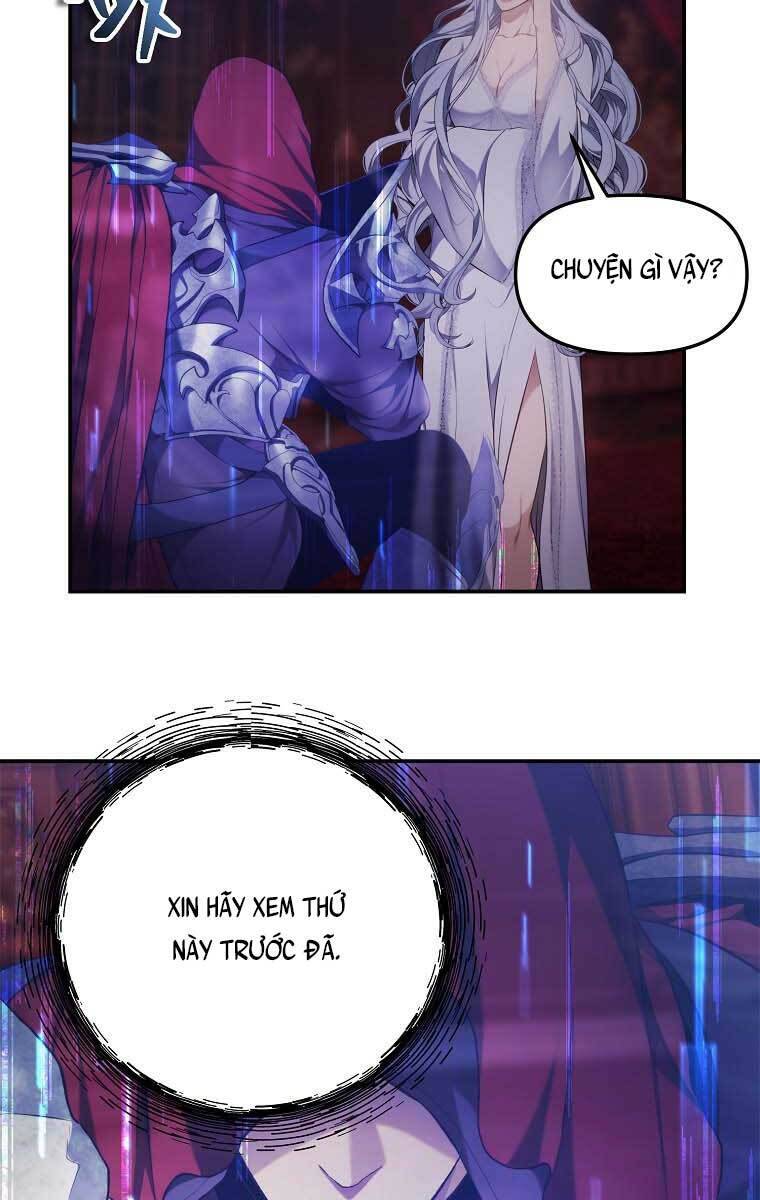 CHUYỆN GÌ VẬY?
XIN HÃY XEM THỨ
NÀY TRƯỚC ĐÃ.